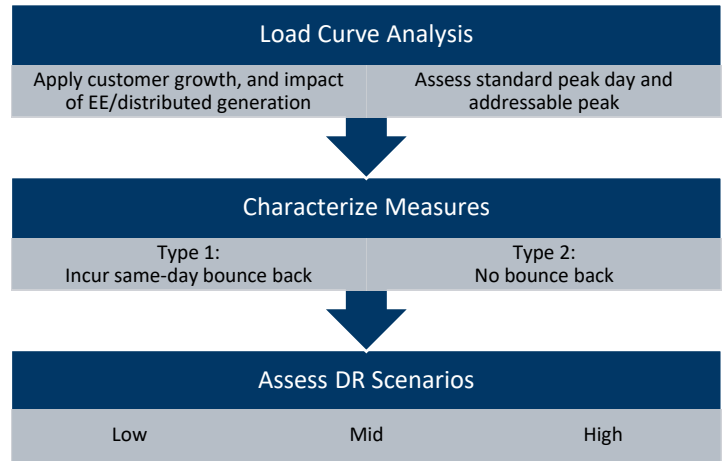 Load Curve Analysis
Apply customer growth, and impact
of EE/distributed generation
Assess standard peak day and
addressable peak
Characterize Measures
Type 1:
Incur same-day bounce back
Type 2:
No bounce back
Assess DR Scenarios
Low
Mid
High